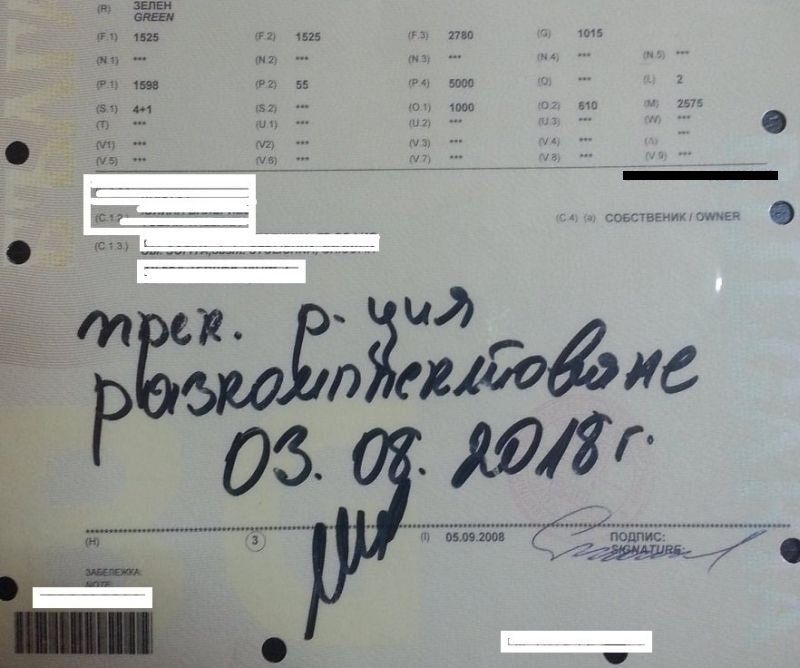 (R) ЗЕЛЕН
GREEN
(F.1) 1525 (F.2) 1525 (F.3) 2780 (G) 1015
(N.1) *** (N.2) *** (N.3) *** (N.4) *** (N.5) ***
(P.1) 1598 (P.2) 55 (P.4) 5000 (Q) *** (L) 2
(S.1) 4+1 (S.2) *** (O.1) 1000 (O.2) 610 (M) 2575
(T) *** (U.1) *** (U.2) *** (U.3) *** (W) ***
(V1) *** (V2) *** (V.3) *** (V.4) *** ***
(V.5) *** (V.6) *** (V.7) *** (V.8) *** (V.9) ***
(C.1.2)
(C.4) (a) СОБСТВЕНИК / OWNER
(C.1.3.)
прек. р-ция
разкомплектоване
03.08.2018г.
(H) 3 (I) 05.09.2008 ПОДПИС:
SIGNATURE:
ЗАБЕЛЕЖКА:
NOTE: